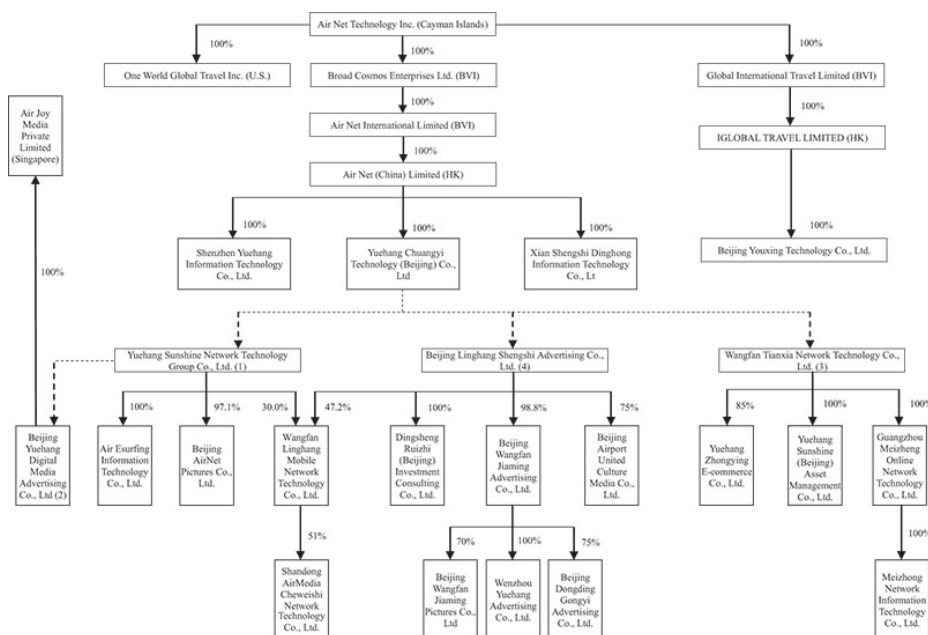 Air Net Technology Inc. (Cayman Islands)
100%
100%
100%
One World Global Travel Inc. (U.S.)
Broad Cosmos Enterprises Ltd. (BVI)
Global International Travel Limited (BVI)
100%
100%
Air Joy
Media
Private
Limited
(Singapore)
Air Net International Limited (BVI)
IGLOBAL TRAVEL LIMITED (HK)
100%
Air Net (China) Limited (HK)
100%
100%
100%
100%
Shenzhen Yuehang
Information Technology
Co., Ltd.
Yuehang Chuangyi
Technology (Beijing) Co.,
Ltd
Xian Shengshi Dinghong
Information Technology
Co., Lt
Beijing Youxing Technology Co., Ltd.
100%
Yuehang Sunshine Network Technology
Group Co., Ltd. (1)
Beijing Linghang Shengshi Advertising Co.,
Ltd. (4)
Wangfan Tianxia Network Technology Co.,
Ltd. (3)
100%
97.1%
30.0%
47.2%
100%
98.8%
75%
85%
100%
100%
Beijing
Yuehang
Digital
Media
Advertising
Co., Ltd (2)
Air Esurfing
Information
Technology
Co., Ltd.
Beijing
AirNet
Pictures Co.,
Ltd.
Wangfan
Linghang
Mobile
Network
Technology
Co., Ltd.
Dingsheng
Ruizhi
(Beijing)
Investment
Consulting
Co., Ltd.
Beijing
Wangfan
Jiaming
Advertising
Co., Ltd.
Beijing
Airport
United
Culture
Media Co.,
Ltd.
Yuehang
Zhongying
E-commerce
Co., Ltd.
Yuehang
Sunshine
(Beijing)
Asset
Management
Co., Ltd.
Guangzhou
Meizheng
Online
Network
Technology
Co., Ltd.
51%
70%
100%
75%
100%
Shandong
AirMedia
Cheweishi
Network
Technology
Co., Ltd.
Beijing
Wangfan
Jiaming
Pictures Co.,
Ltd
Wenzhou
Yuehang
Advertising
Co., Ltd.
Beijing
Dongding
Gongyi
Advertising
Co., Ltd.
Meizhong
Network
Information
Technology
Co., Ltd.